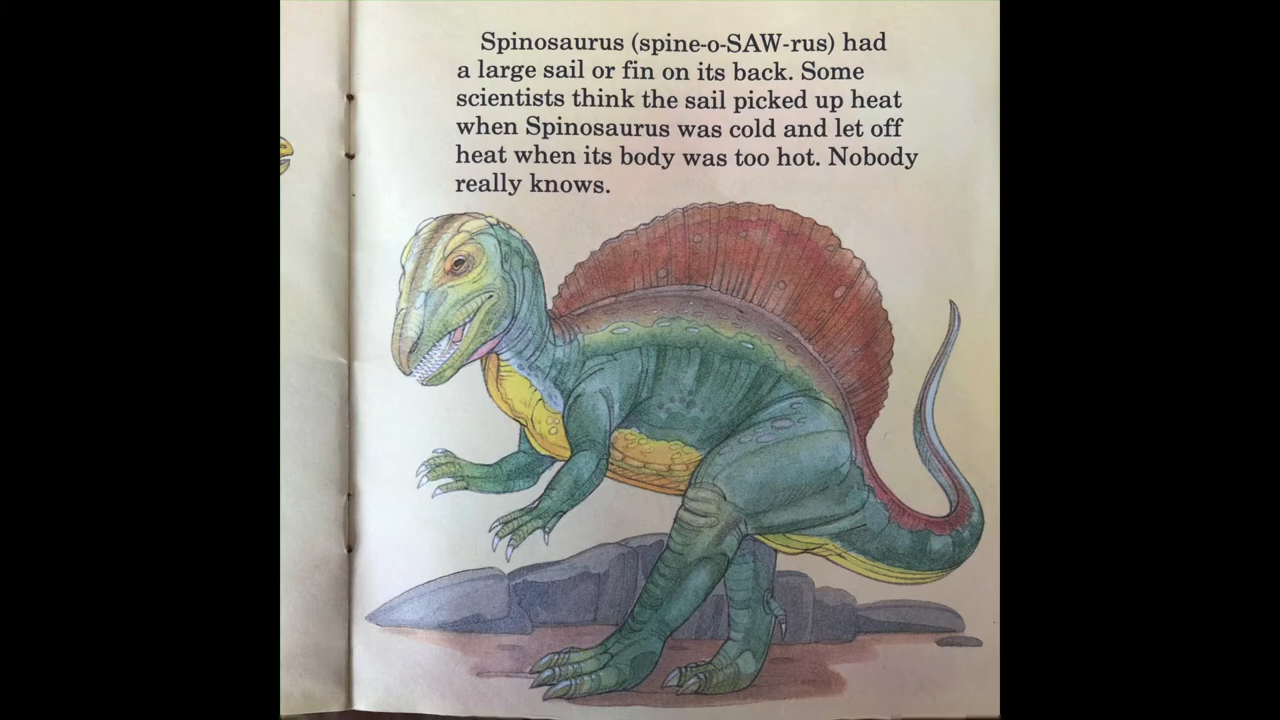 Spinosaurus (spine-o-SAW-rus) had
a large sail or fin on its back. Some
scientists think the sail picked up heat
when Spinosaurus was cold and let off
heat when its body was too hot. Nobody
really knows.